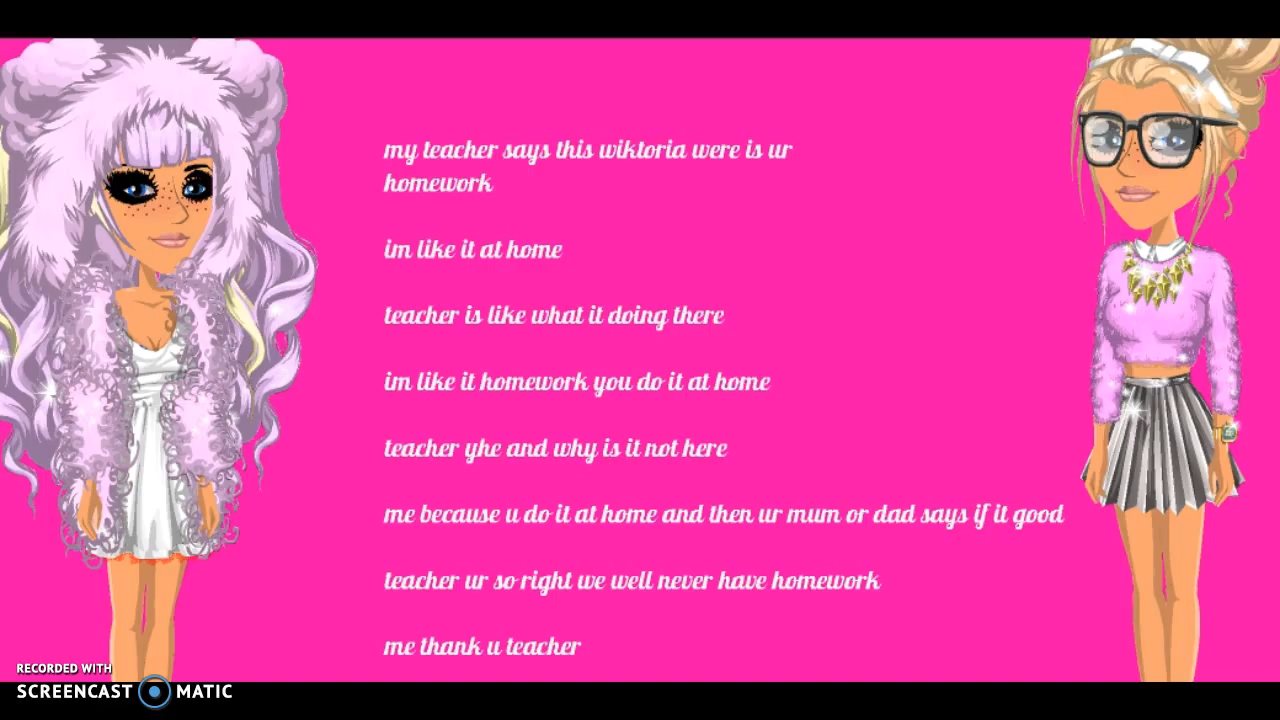 my teacher says this wiktoria were is ur
homework
im like it at home
teacher is like what it doing there
im like it homework you do it at home
teacher yhe and why is it not here
me because u do it at home and then ur mum or dad says if it good
teacher ur so right we well never have homework
me thank u teacher
RECORDED WITH
SCREENCAST MATIC